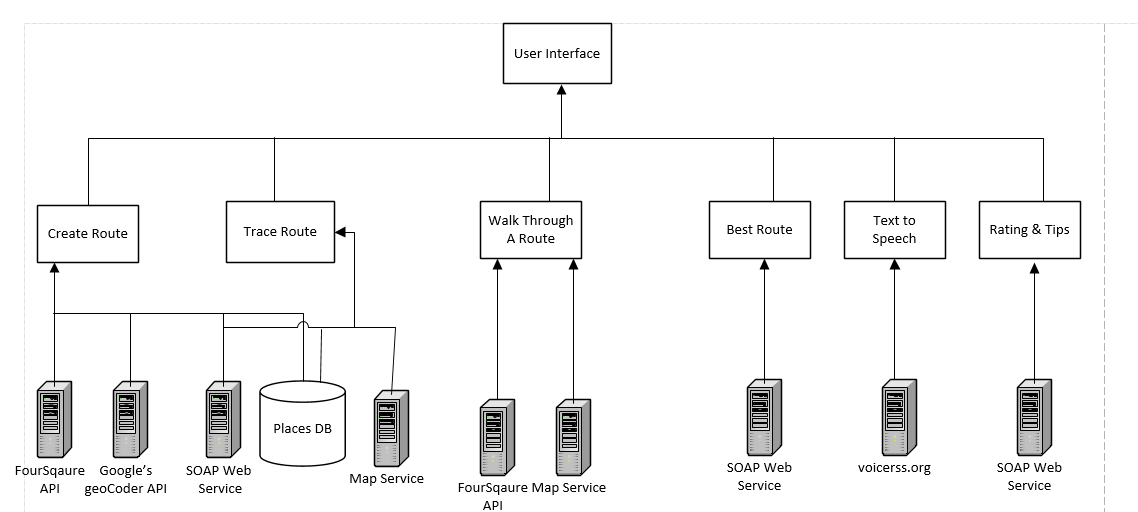 User Interface
Create Route
Trace Route
Walk Through
A Route
Best Route
Text to
Speech
Rating & Tips
FourSqaure
API
Google's
geoCoder API
SOAP Web
Service
Places DB
Map Service
FourSqaure
API
Map Service
SOAP Web
Service
voicerss.org
SOAP Web
Service